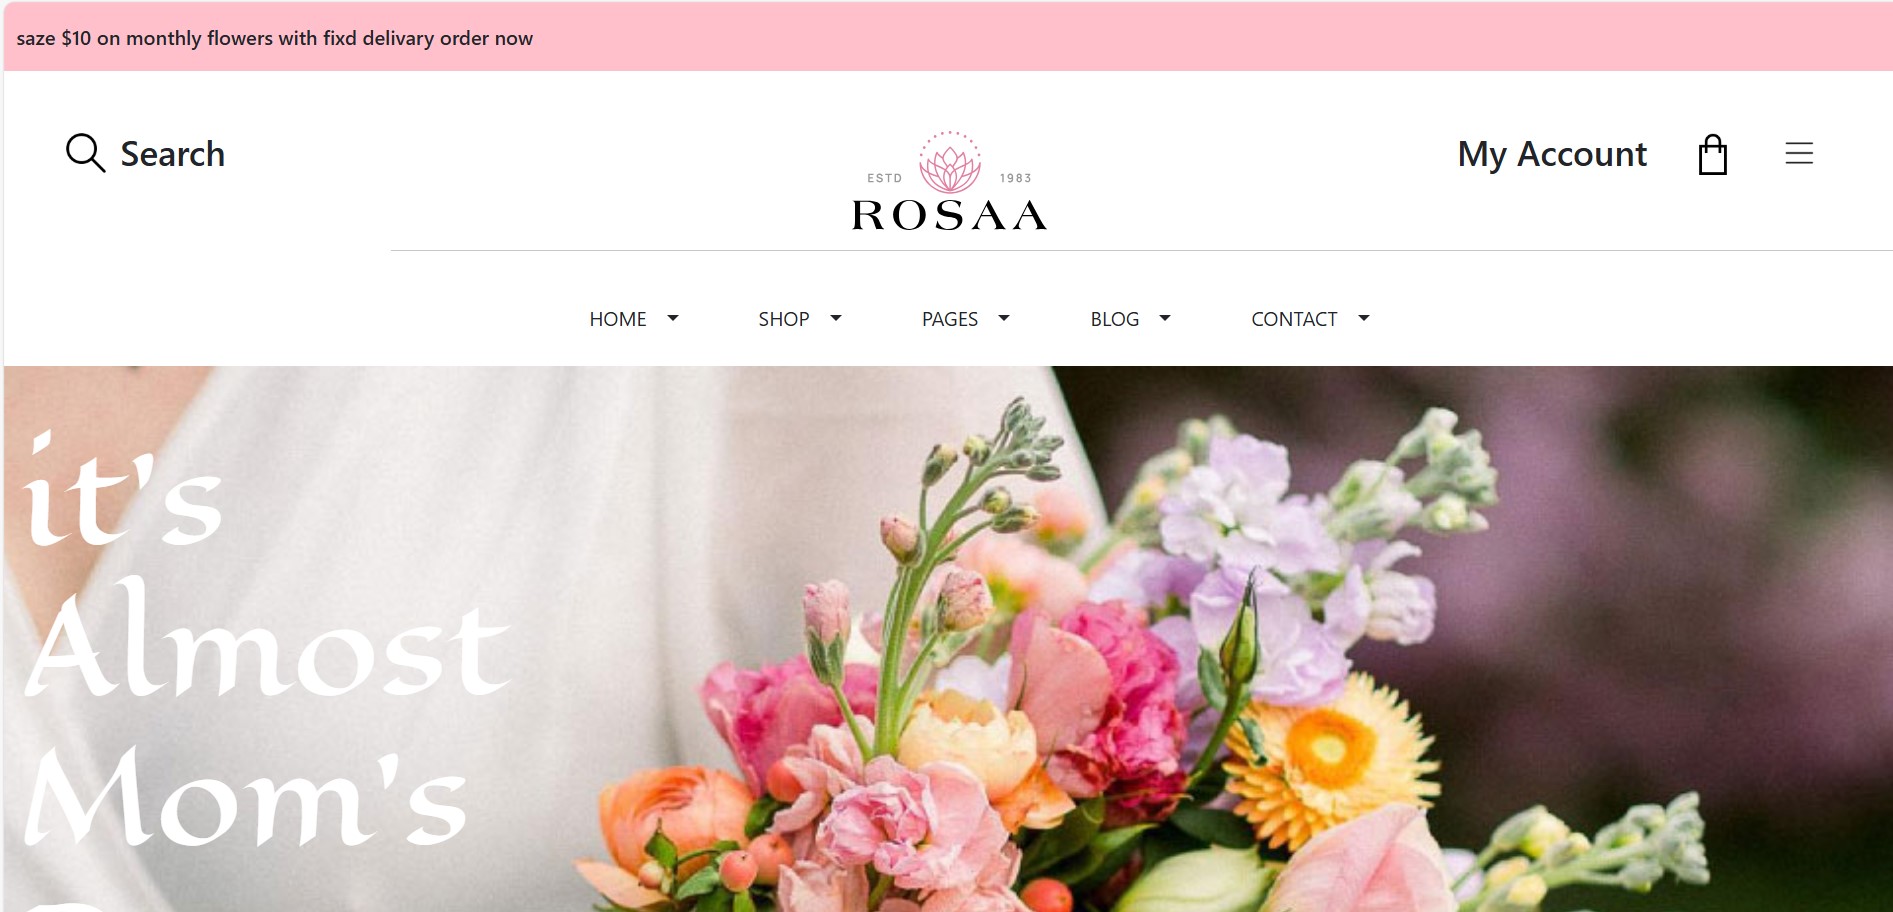 saze $10 on monthly flowers with fixd delivary order now
Search
My Account
ESTD 1983
ROSAA
HOME SHOP PAGES BLOG CONTACT
it's
Almost
Mom's